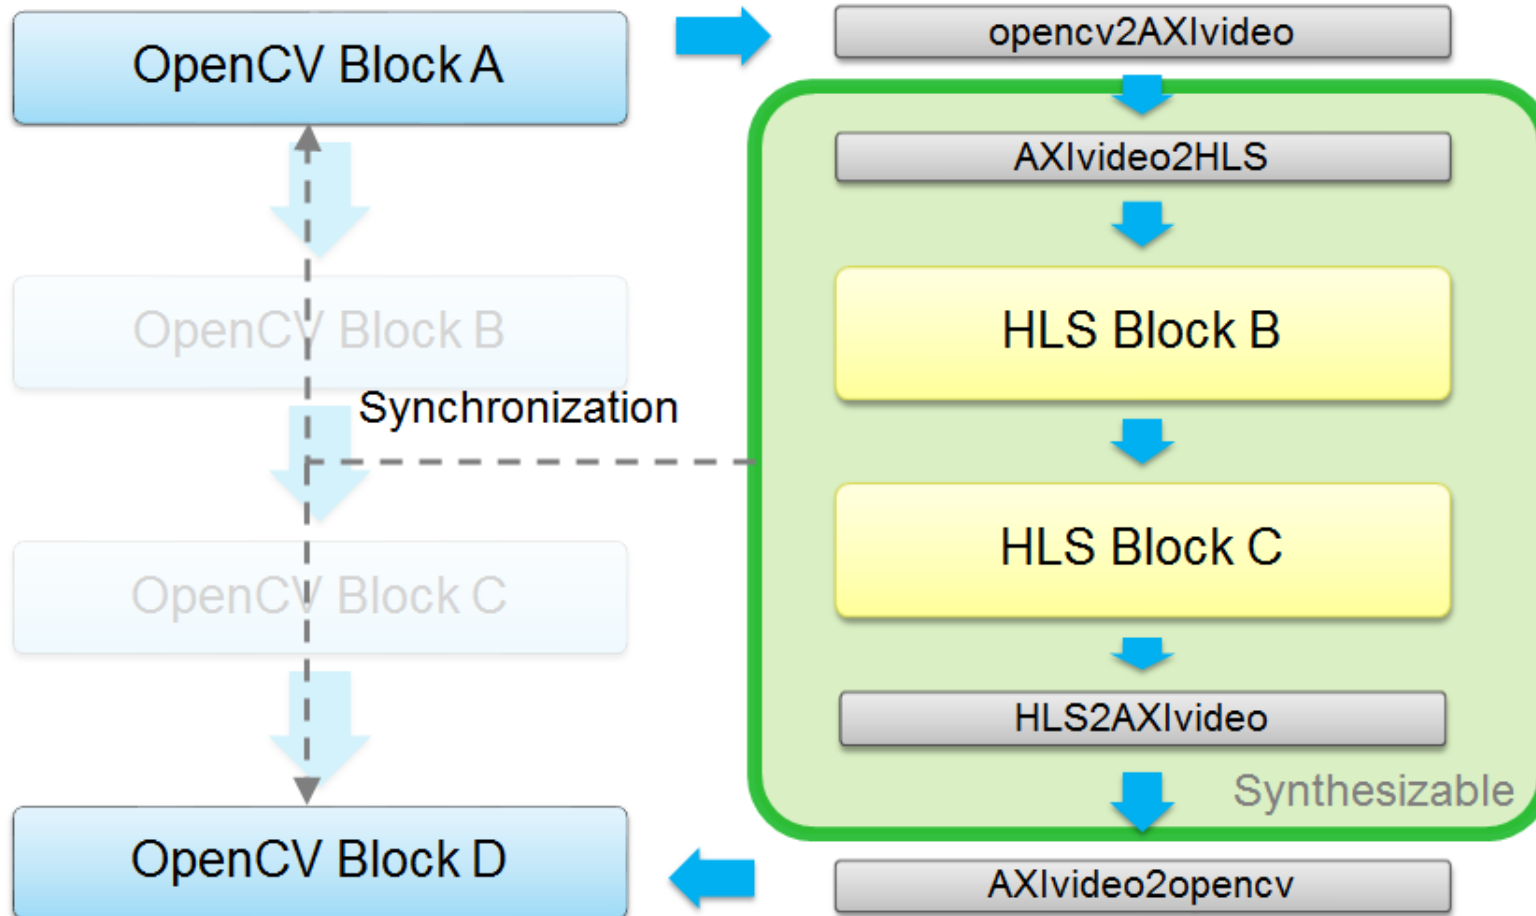 OpenCV Block A
opencv2AXIvideo
AXIvideo2HLS
OpenCV Block B
HLS Block B
Synchronization
OpenCV Block C
HLS Block C
HLS2AXIvideo
Synthesizable
OpenCV Block D
AXIvideo2opencv